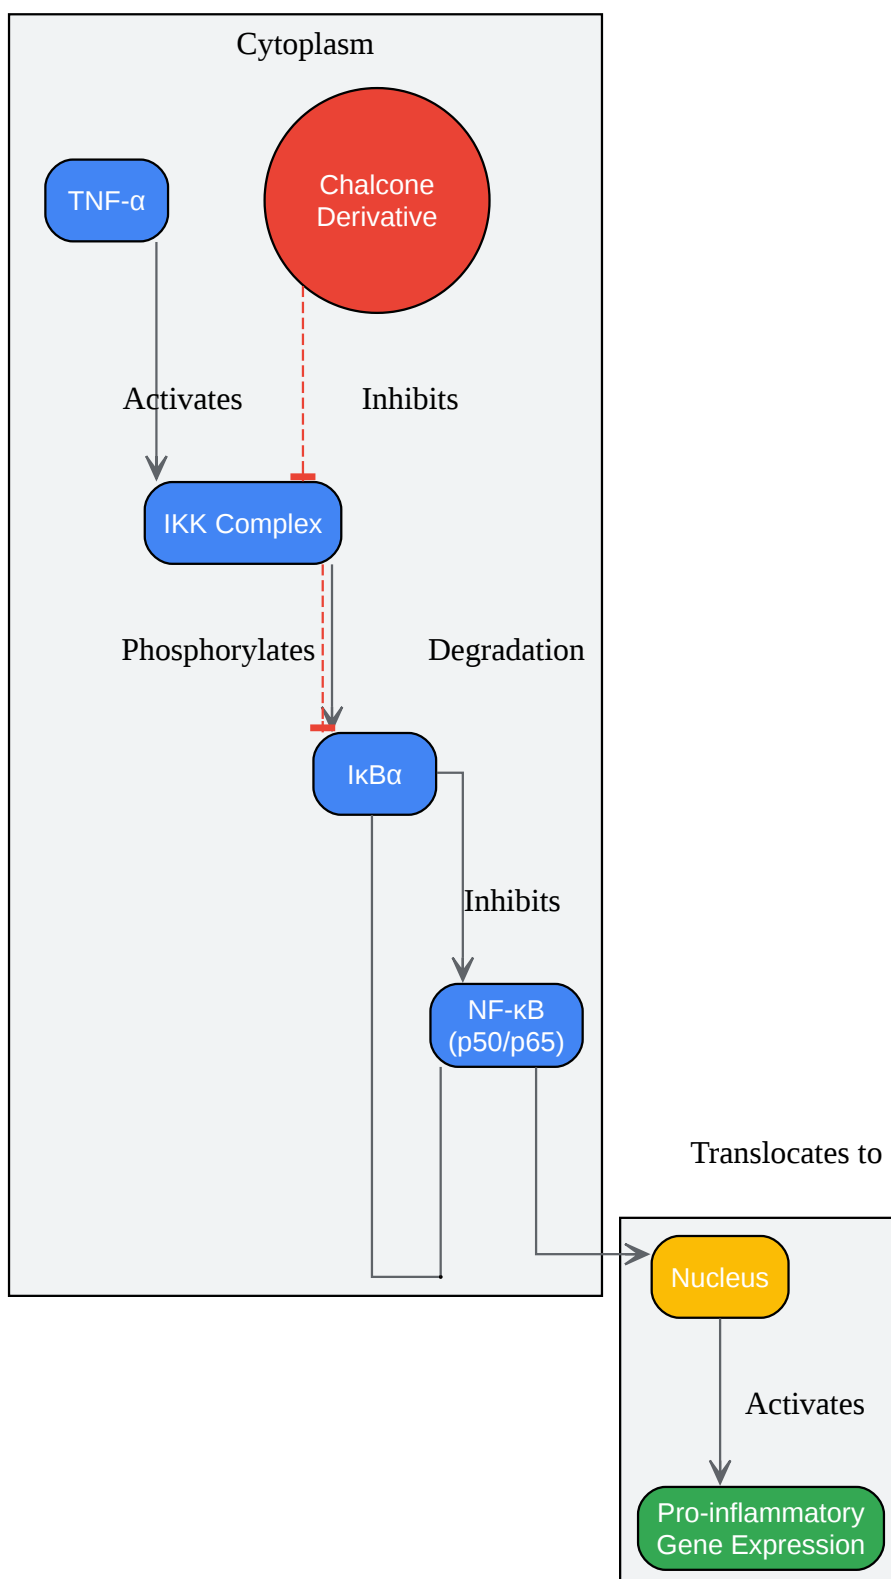 Cytoplasm
TNF-α
Chalcone
Derivative
Activates
Inhibits
IKK Complex
Phosphorylates
Degradation
IκBα
Inhibits
NF-κB
(p50/p65)
Translocates to
Nucleus
Activates
Pro-inflammatory
Gene Expression